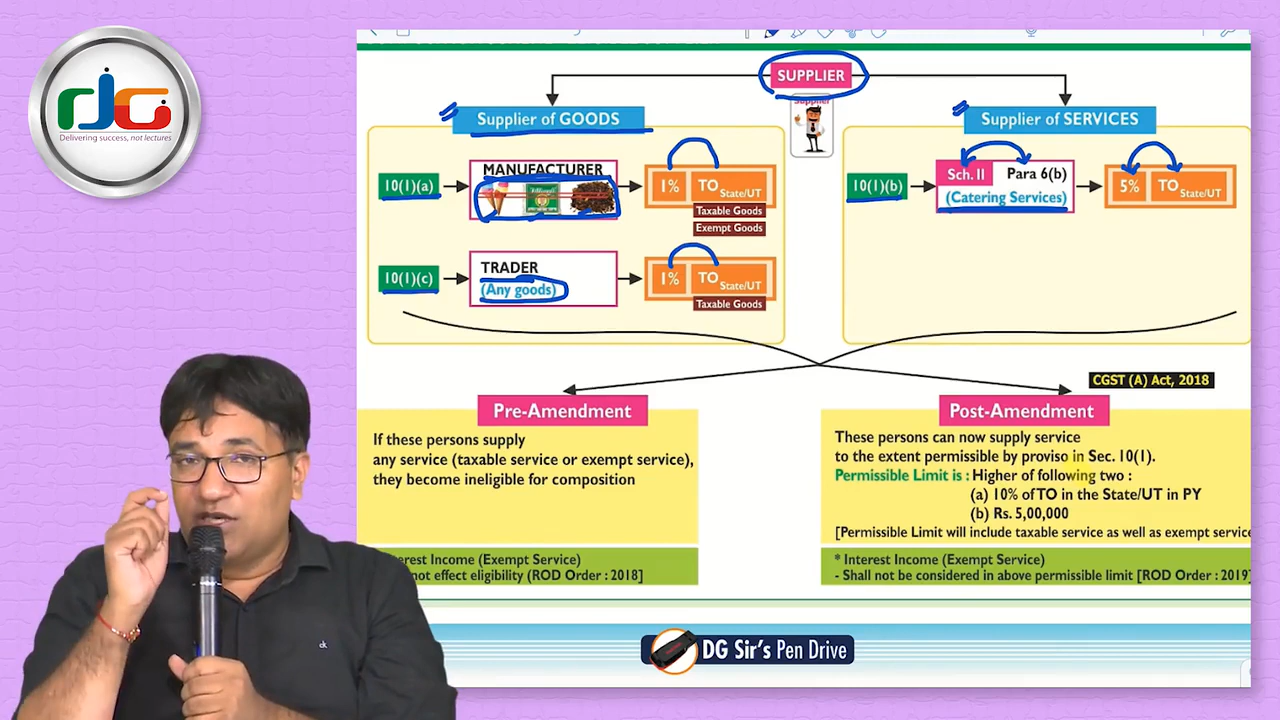 Delivering success, not lectures
SUPPLIER
Supplier
Supplier of GOODS
Supplier of SERVICES
10(1)(a)
MANUFACTURER
1% TO State/UT
Taxable Goods
Exempt Goods
10(1)(b)
Sch. II Para 6(b)
(Catering Services)
5% TO State/UT
10(1)(c)
TRADER
(Any goods)
1% TO State/UT
Taxable Goods
CGST (A) Act, 2018
Pre-Amendment
If these persons supply
any service (taxable service or exempt service),
they become ineligible for composition
erest Income (Exempt Service)
not effect eligibility (ROD Order : 2018]
Post-Amendment
These persons can now supply service
to the extent permissible by proviso in Sec. 10(1).
Permissible Limit is : Higher of following two :
(a) 10% of TO in the State/UT in PY
(b) Rs. 5,00,000
[Permissible Limit will include taxable service as well as exempt service
* Interest Income (Exempt Service)
- Shall not be considered in above permissible limit [ROD Order : 2019]
DG Sir's Pen Drive